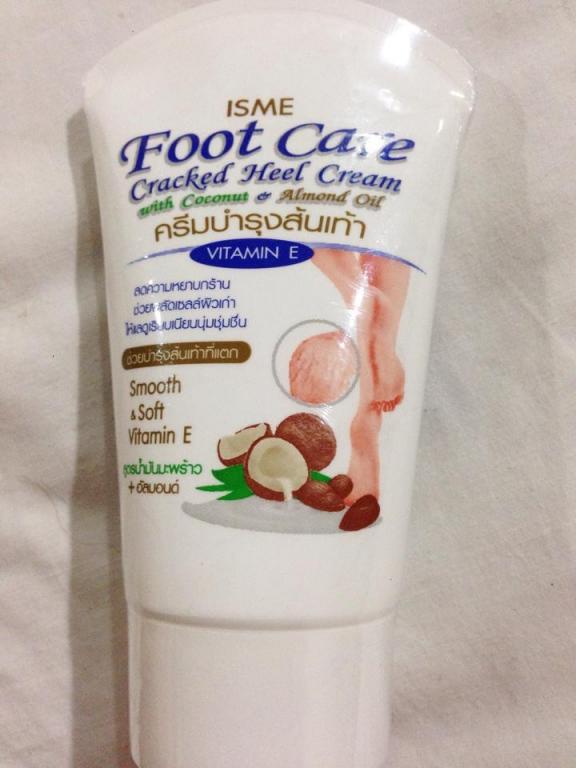 ISME
Foot Care
Cracked Heel Cream
with Coconut & Almond Oil
ครีมบำรุงส้นเท้า
VITAMIN E
ลดความหยาบกร้าน
ช่วยผลัดเซลล์ผิวเก่า
ให้แลดูเรียบเนียนนุ่มชุ่มชื่น
ช่วยบำรุงส้นเท้าที่แตก
Smooth
& Soft
Vitamin E
สูตรน้ำมันมะพร้าว
+ อัลมอนด์